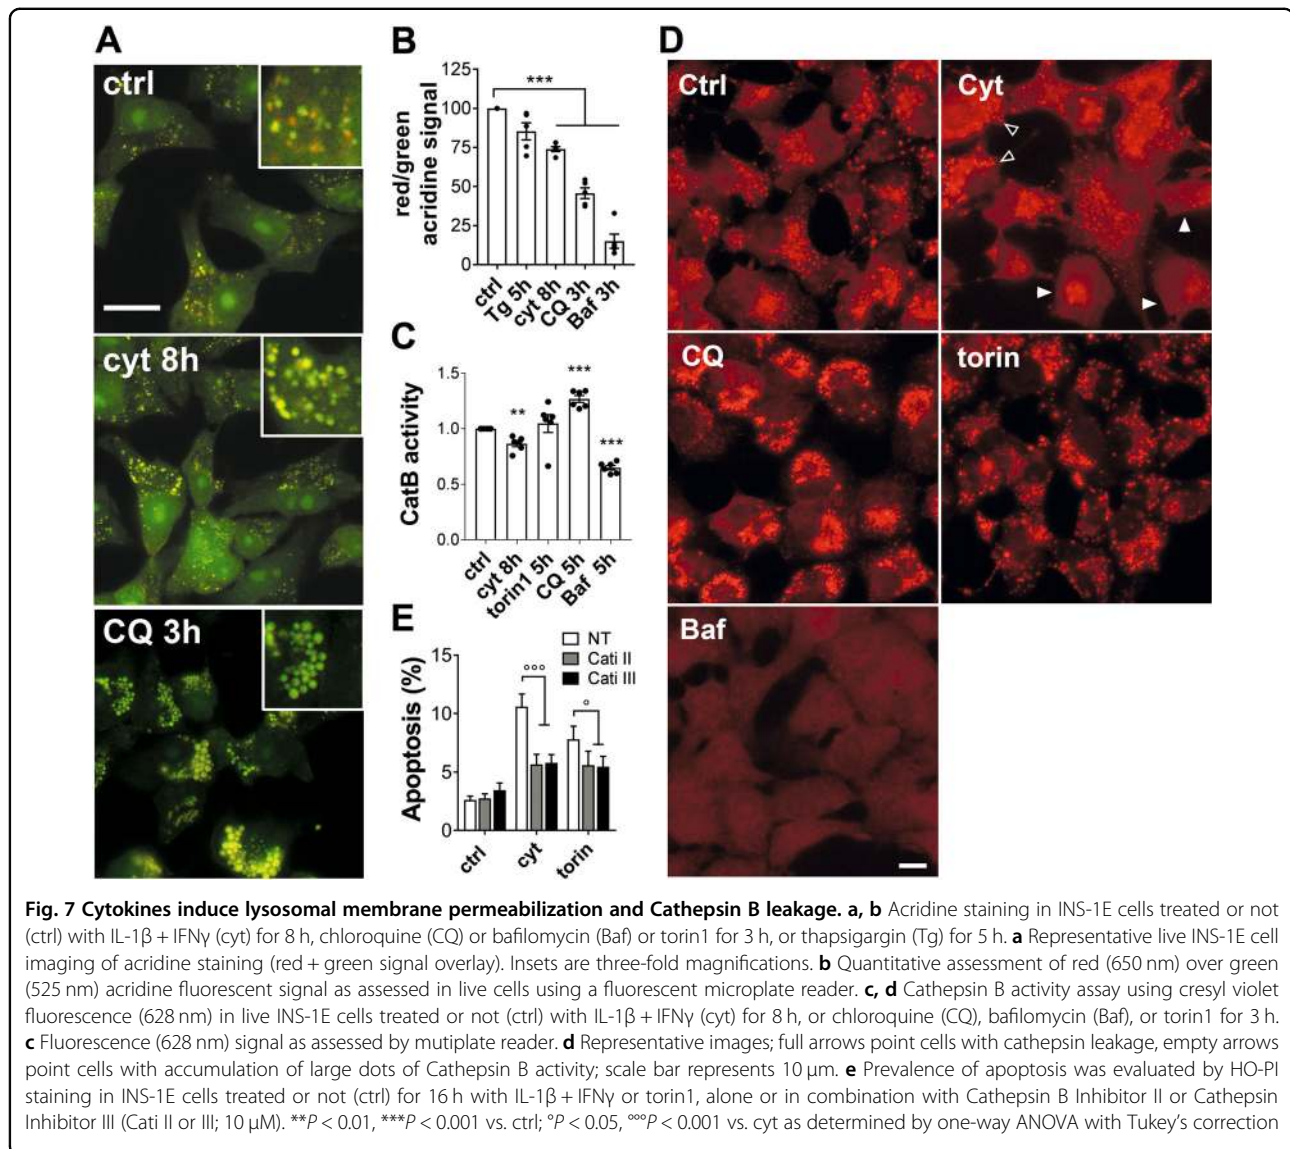 A
ctrl
cyt 8h
CQ 3h
B
red/green
acridine signal
125
100
75
50
25
0
***
ctrl
Tg 5h
cyt 8h
CQ 3h
Baf 3h
C
CatB activity
1.5
1.0
0.5
0.0
**
***
***
ctrl
cyt 8h
torin1 5h
CQ 5h
Baf 5h
E
Apoptosis (%)
15
10
5
0
NT
Cati II
Cati III
°°°
°
ctrl
cyt
torin
D
Ctrl
Cyt
CQ
torin
Baf
Fig. 7 Cytokines induce lysosomal membrane permeabilization and Cathepsin B leakage. a, b Acridine staining in INS-1E cells treated or not
(ctrl) with IL-1β + IFNγ (cyt) for 8 h, chloroquine (CQ) or bafilomycin (Baf) or torin1 for 3 h, or thapsigargin (Tg) for 5 h. a Representative live INS-1E cell
imaging of acridine staining (red + green signal overlay). Insets are three-fold magnifications. b Quantitative assessment of red (650 nm) over green
(525 nm) acridine fluorescent signal as assessed in live cells using a fluorescent microplate reader. c, d Cathepsin B activity assay using cresyl violet
fluorescence (628 nm) in live INS-1E cells treated or not (ctrl) with IL-1β + IFNγ (cyt) for 8 h, or chloroquine (CQ), bafilomycin (Baf), or torin1 for 3 h.
c Fluorescence (628 nm) signal as assessed by mutiplate reader. d Representative images; full arrows point cells with cathepsin leakage, empty arrows
point cells with accumulation of large dots of Cathepsin B activity; scale bar represents 10 μm. e Prevalence of apoptosis was evaluated by HO-PI
staining in INS-1E cells treated or not (ctrl) for 16 h with IL-1β + IFNγ or torin1, alone or in combination with Cathepsin B Inhibitor II or Cathepsin
Inhibitor III (Cati II or III; 10 μM). **P < 0.01, ***P < 0.001 vs. ctrl; °P < 0.05, °°°P < 0.001 vs. cyt as determined by one-way ANOVA with Tukey's correction